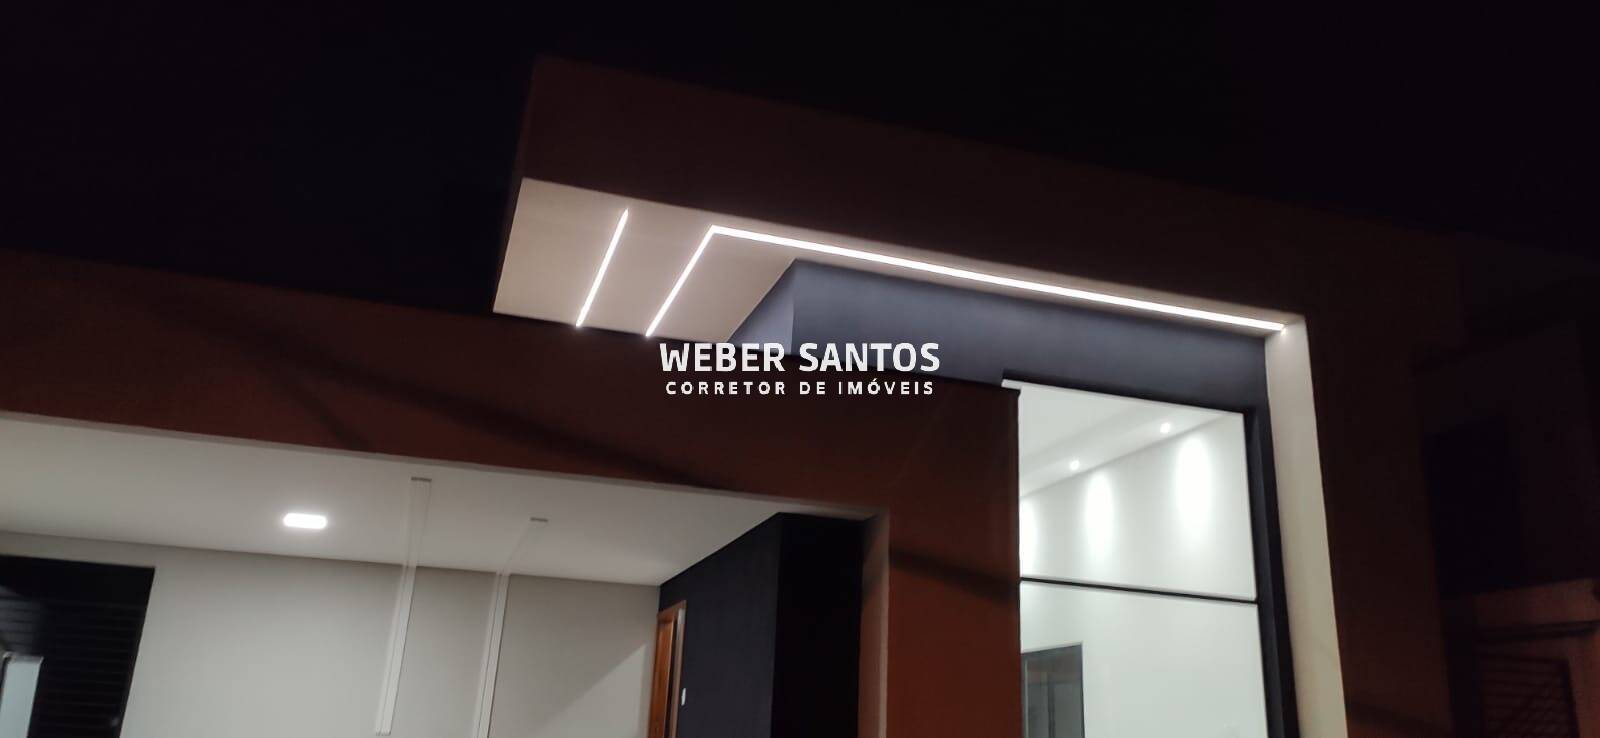 WEBER SANTOS
CORRETOR DE IMÓVEIS